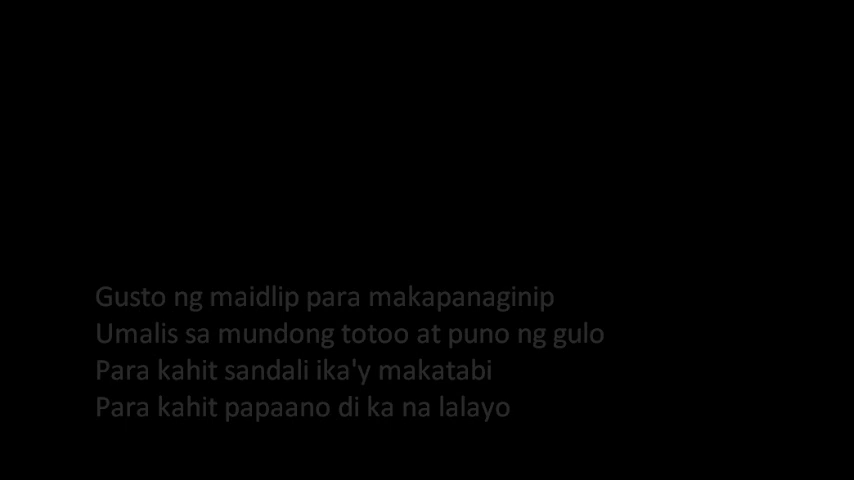 Gusto ng maidlip para makapanaginip
Umalis sa mundong totoo at puno ng gulo
Para kahit sandali ika'y makatabi
Para kahit papaano di ka na lalayo